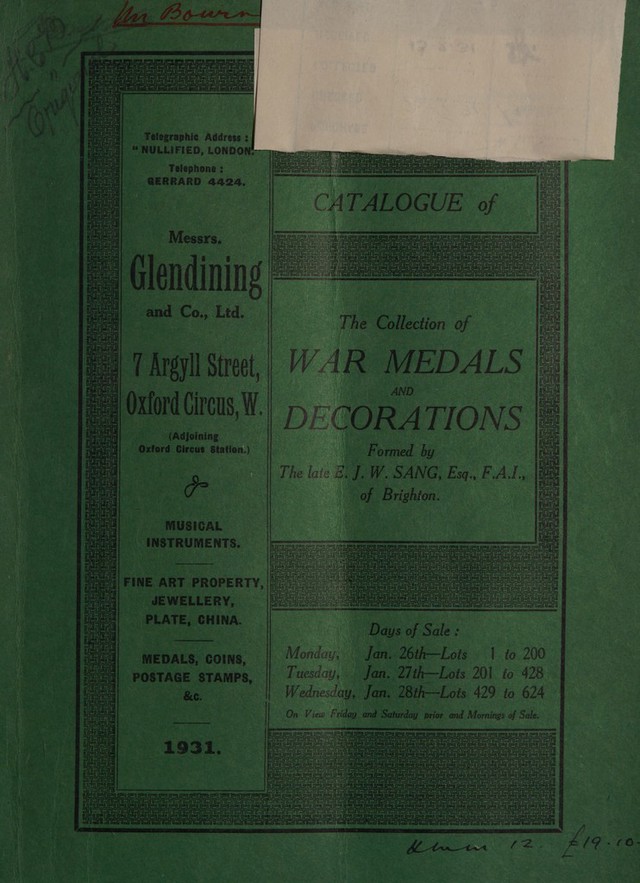 Mr Bourn
Telegraphic Address :
"NULLIFIED, LONDON.
Telephone :
GERRARD 4424.
Messrs.
Glendining
and Co., Ltd.
7 Argyll Street,
Oxford Circus, W.
(Adjoining
Oxford Circus Station.)
MUSICAL
INSTRUMENTS.
FINE ART PROPERTY,
JEWELLERY,
PLATE, CHINA.
MEDALS, COINS,
POSTAGE STAMPS,
&c.
1931.
CATALOGUE of
The Collection of
WAR MEDALS
AND
DECORATIONS
Formed by
The late E. J. W. SANG, Esq., F.A.I.,
of Brighton.
Days of Sale :
Monday, Jan. 26th—Lots 1 to 200
Tuesday, Jan. 27th—Lots 201 to 428
Wednesday, Jan. 28th—Lots 429 to 624
On View Friday and Saturday prior and Mornings of Sale.
12. £19.10.